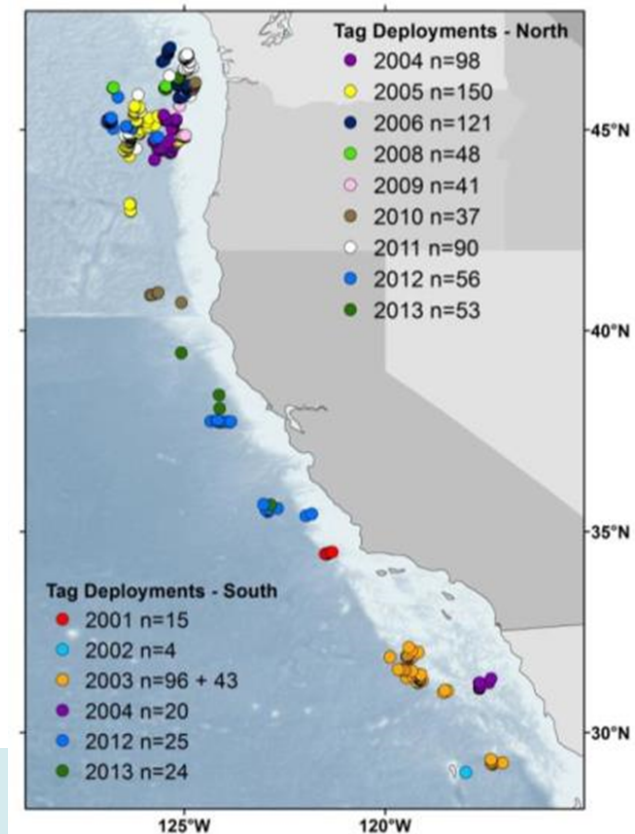 Tag Deployments - North
2004 n=98
2005 n=150
2006 n=121
2008 n=48
2009 n=41
2010 n=37
2011 n=90
2012 n=56
2013 n=53
45°N
40°N
35°N
Tag Deployments - South
2001 n=15
2002 n=4
2003 n=96 + 43
2004 n=20
2012 n=25
2013 n=24
30°N
125°W 120°W